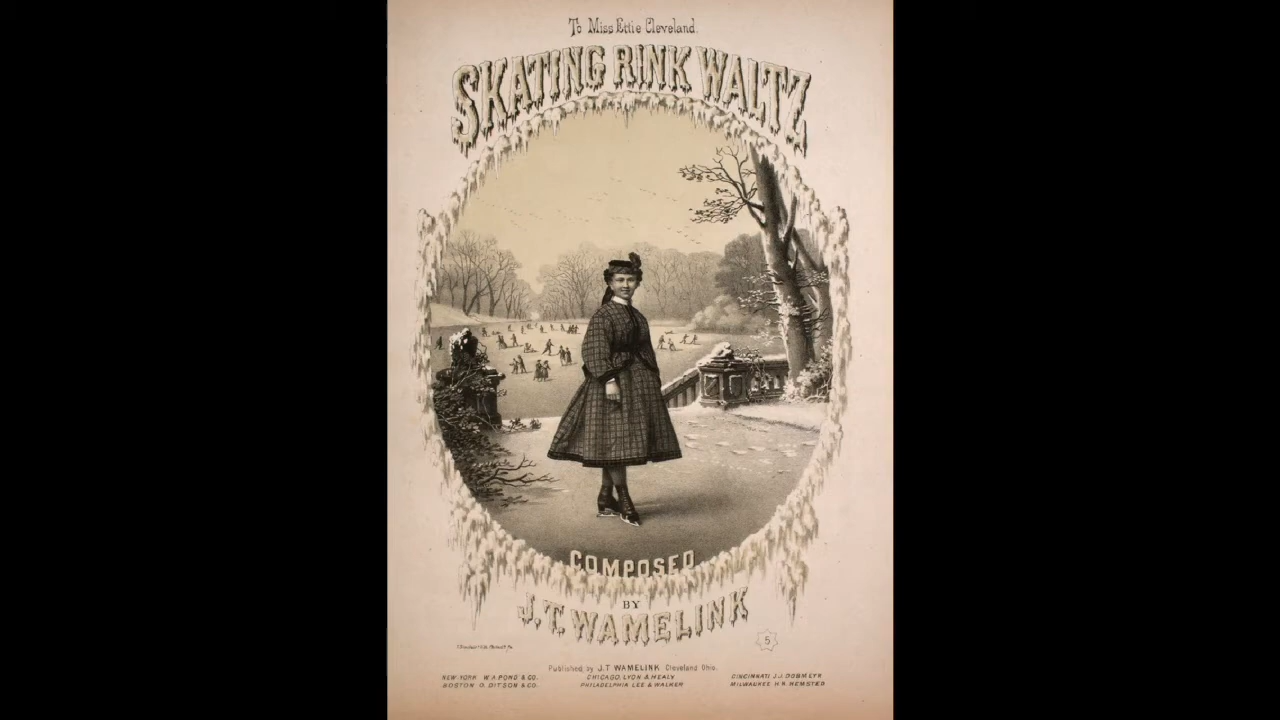 To Miss Ettie Cleveland.
SKATING RINK WALTZ
COMPOSED
BY
J.T. WAMELINK
5
Published by J.T. WAMELINK Cleveland Ohio.
NEW YORK W.A. POND & CO. CHICAGO, LYON & HEALY CINCINNATI J.J. DOBMEYR
BOSTON O. DITSON & CO. PHILADELPHIA LEE & WALKER MILWAUKEE H.N. HEMSTED